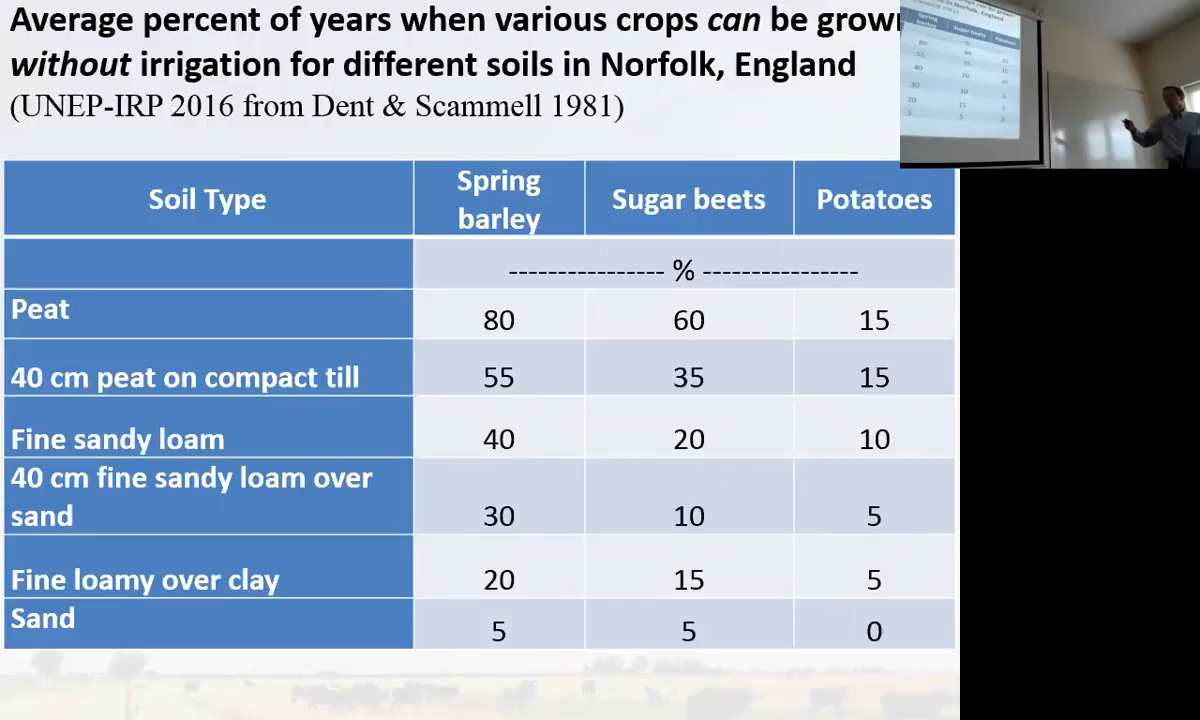 Average percent of years when various crops can be grown
without irrigation for different soils in Norfolk, England
(UNEP-IRP 2016 from Dent & Scammell 1981)
Soil Type Spring barley Sugar beets Potatoes
---------------- % ----------------
Peat 80 60 15
40 cm peat on compact till 55 35 15
Fine sandy loam 40 20 10
40 cm fine sandy loam over
sand 30 10 5
Fine loamy over clay 20 15 5
Sand 5 5 0